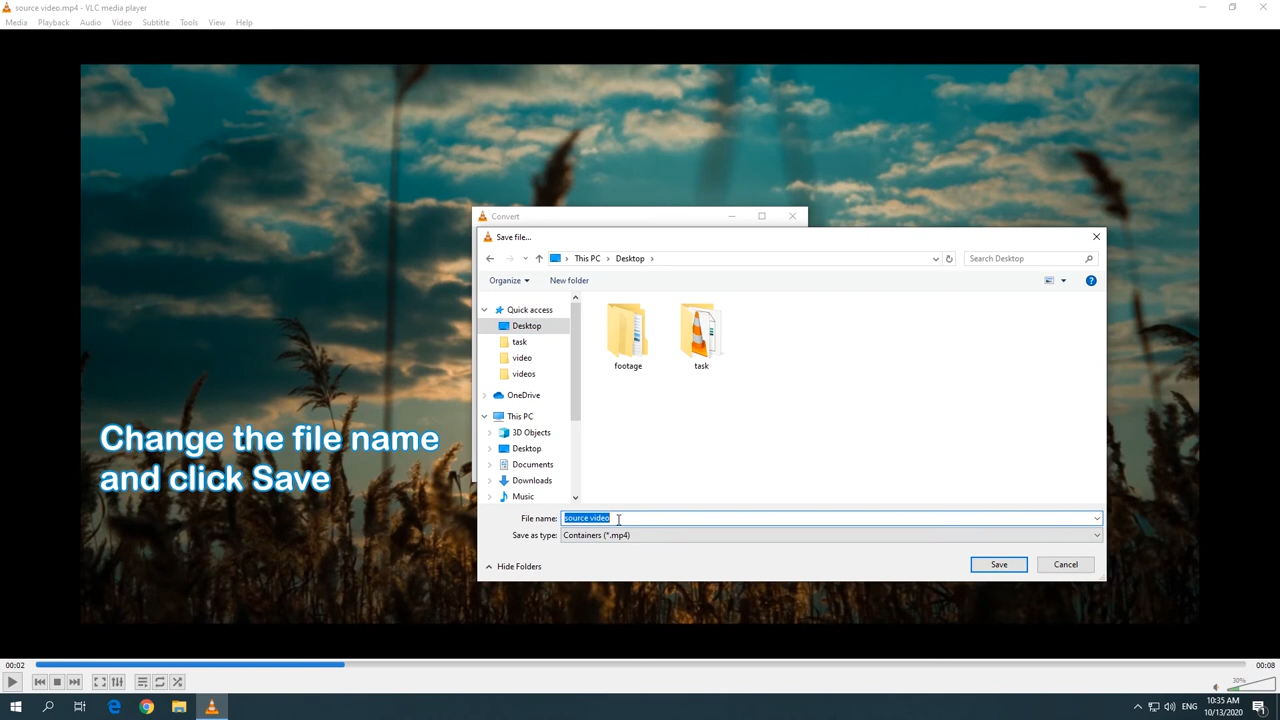 source video.mp4 - VLC media player
Media Playback Audio Video Subtitle Tools View Help
Convert
Save file...
This PC Desktop
Search Desktop
Organize New folder
Quick access
Desktop
task
video
videos
OneDrive
This PC
3D Objects
Desktop
Documents
Downloads
Music
footage
task
Change the file name
and click Save
File name: source video
Save as type: Containers (*.mp4)
Hide Folders
Save
Cancel
00:02
00:08
30%
ENG
10:35 AM
10/13/2020
1